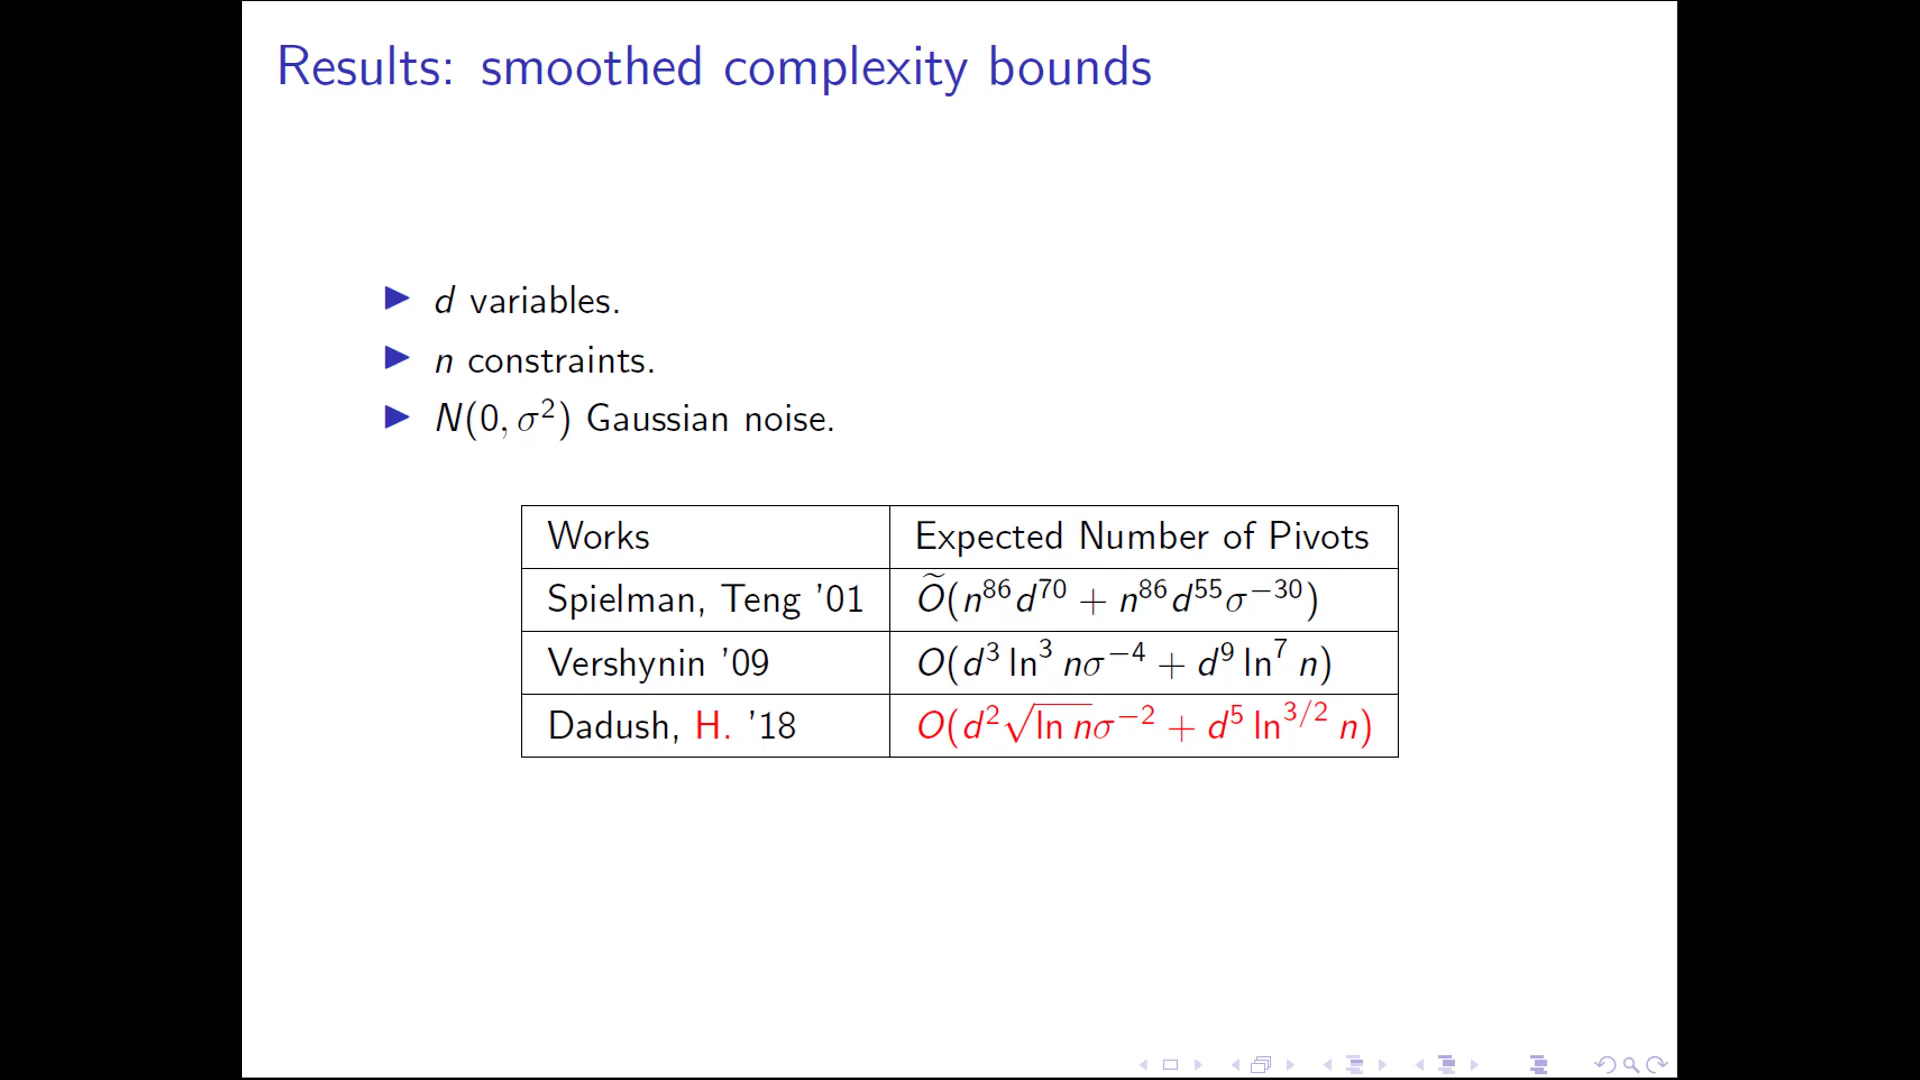 Results: smoothed complexity bounds
▶ d variables.
▶ n constraints.
▶ N(0, σ²) Gaussian noise.
Works Expected Number of Pivots
Spielman, Teng ’01 Õ(n⁸⁶d⁷⁰ + n⁸⁶d⁵⁵σ⁻³⁰)
Vershynin ’09 O(d³ ln³ nσ⁻⁴ + d⁹ ln⁷ n)
Dadush, H. ’18 O(d²√(ln n)σ⁻² + d⁵ ln^{3/2} n)